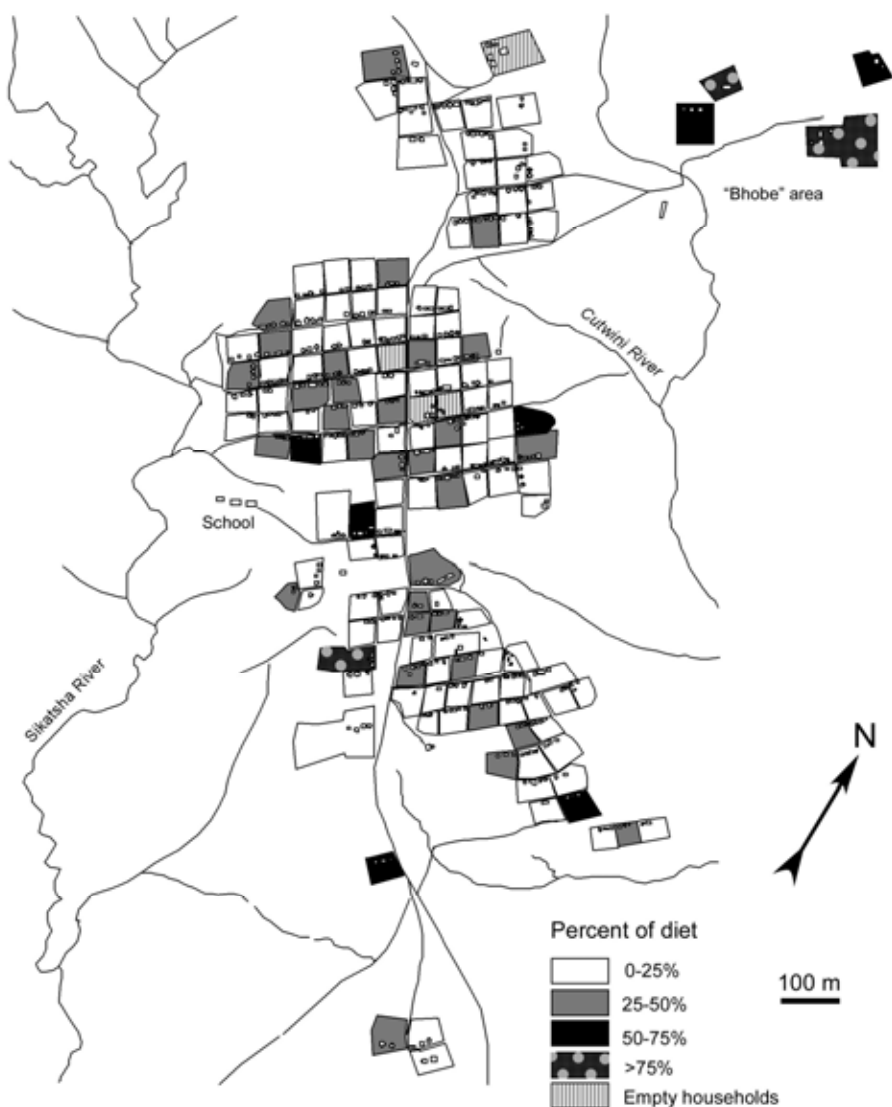 "Bhobe" area
Cutwini River
School
Sikatsha River
N
Percent of diet
0-25%
25-50%
50-75%
>75%
Empty households
100 m